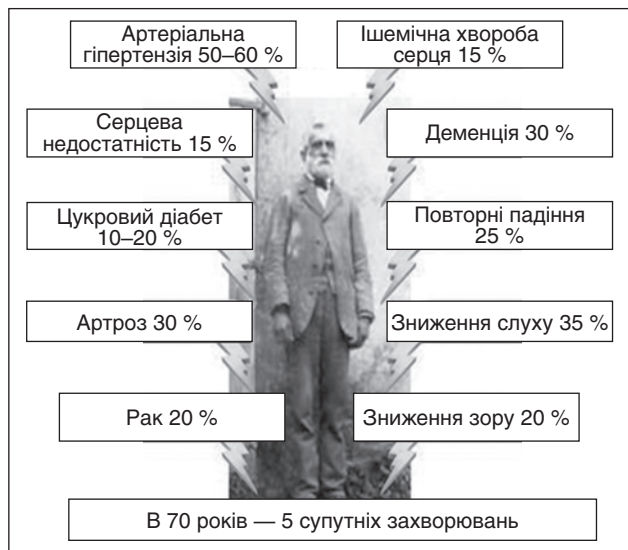 Артеріальна
гіпертензія 50–60 %
Ішемічна хвороба
серця 15 %
Серцева
недостатність 15 %
Деменція 30 %
Цукровий діабет
10–20 %
Повторні падіння
25 %
Артроз 30 %
Зниження слуху 35 %
Рак 20 %
Зниження зору 20 %
В 70 років — 5 супутніх захворювань